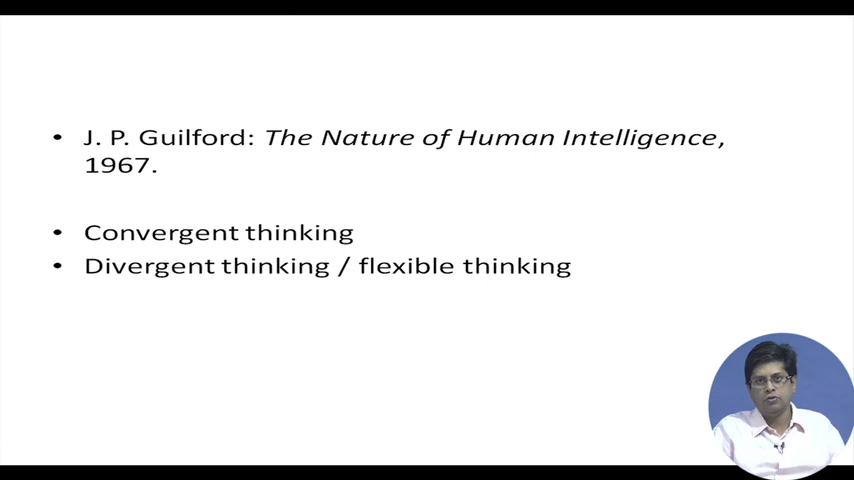 • J. P. Guilford: The Nature of Human Intelligence,
1967.
• Convergent thinking
• Divergent thinking / flexible thinking